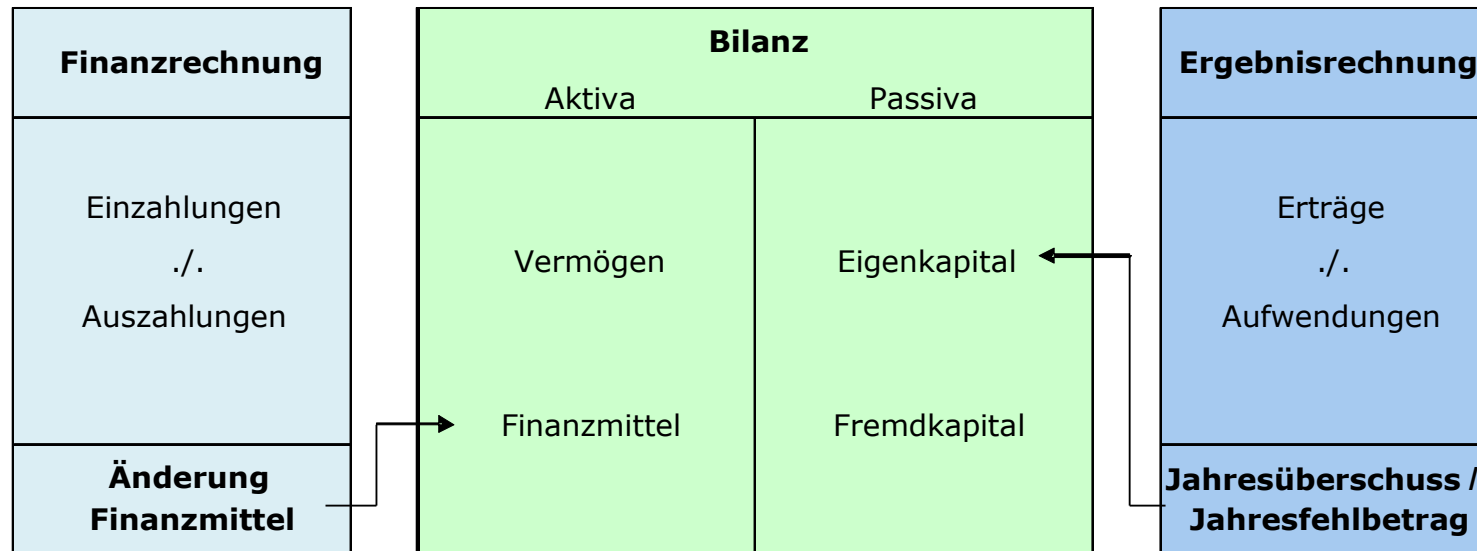 Finanzrechnung
Einzahlungen
./.
Auszahlungen
Änderung
Finanzmittel
Bilanz
Aktiva Passiva
Vermögen Eigenkapital
Finanzmittel Fremdkapital
Ergebnisrechnung
Erträge
./.
Aufwendungen
Jahresüberschuss /
Jahresfehlbetrag